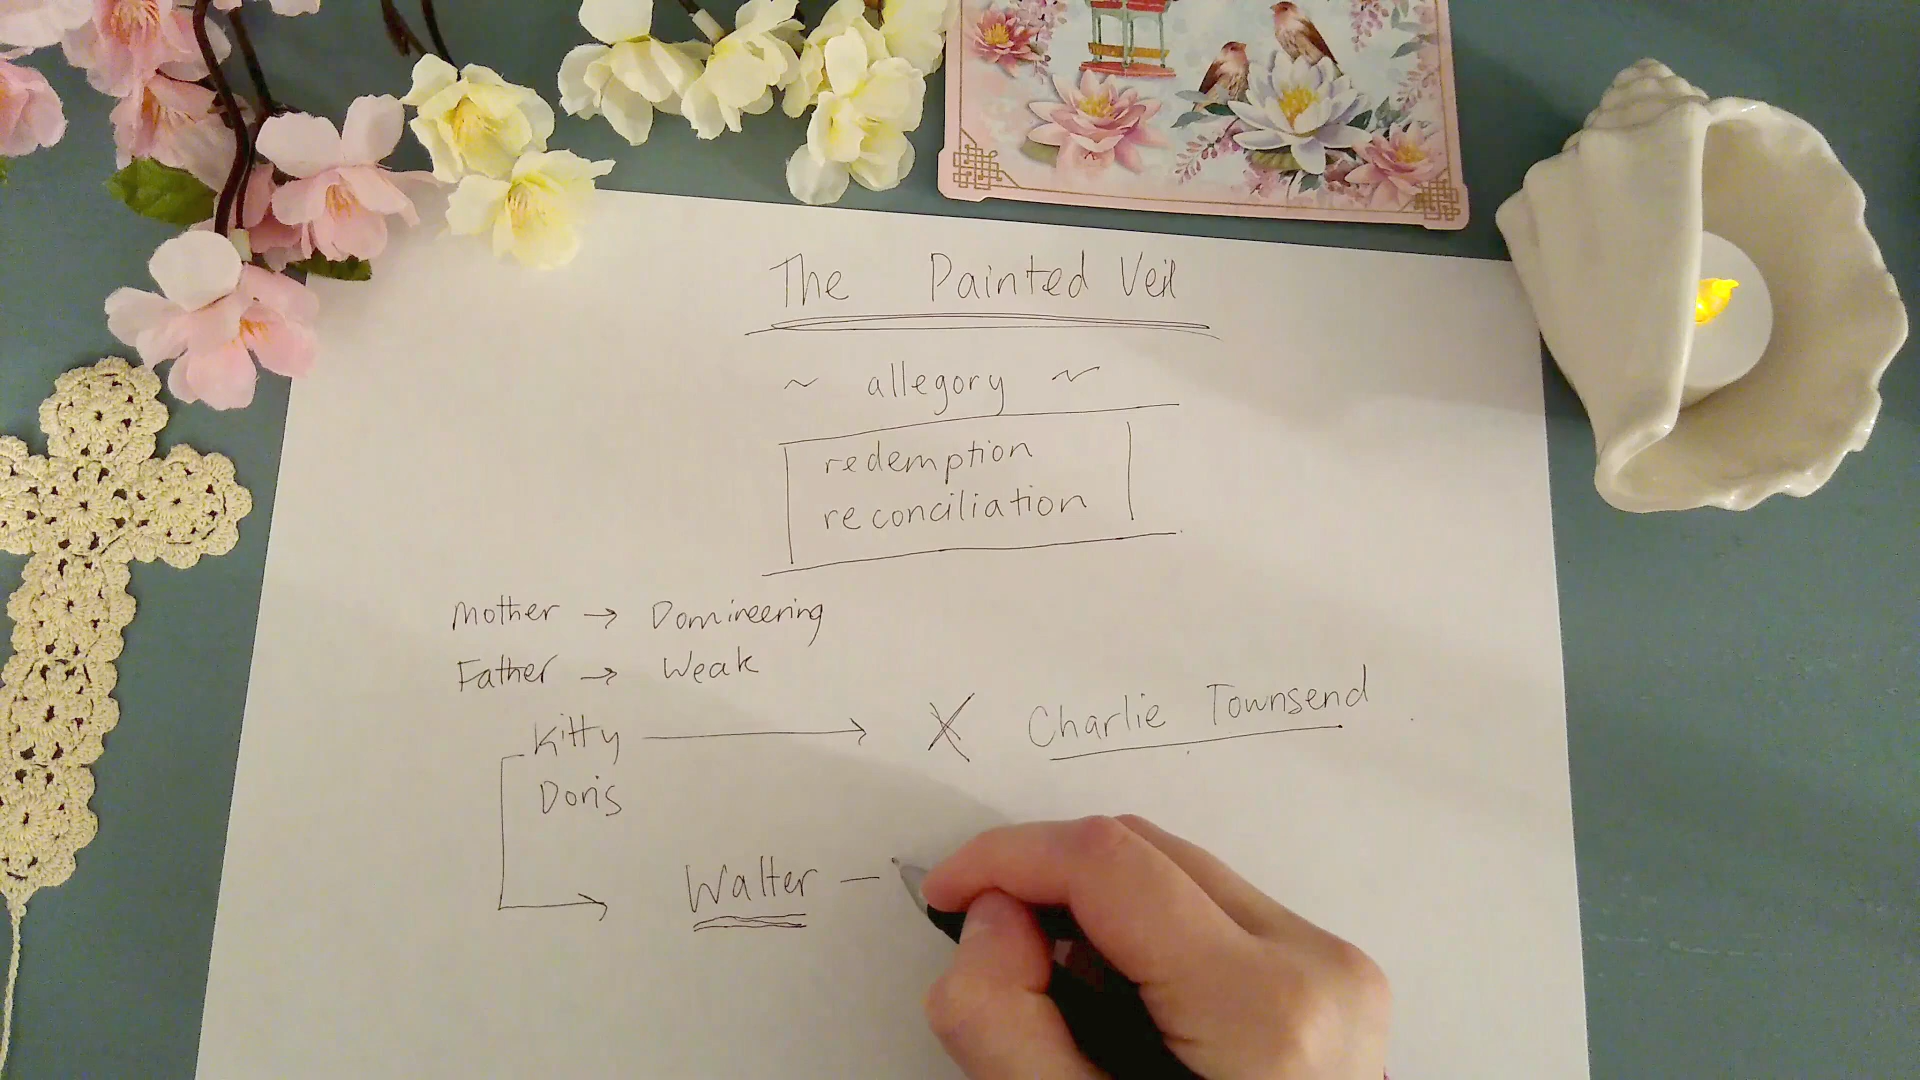 The Painted Veil
~ allegory ~
redemption
reconciliation
Mother → Domineering
Father → Weak
Kitty → X Charlie Townsend
Doris
→ Walter —